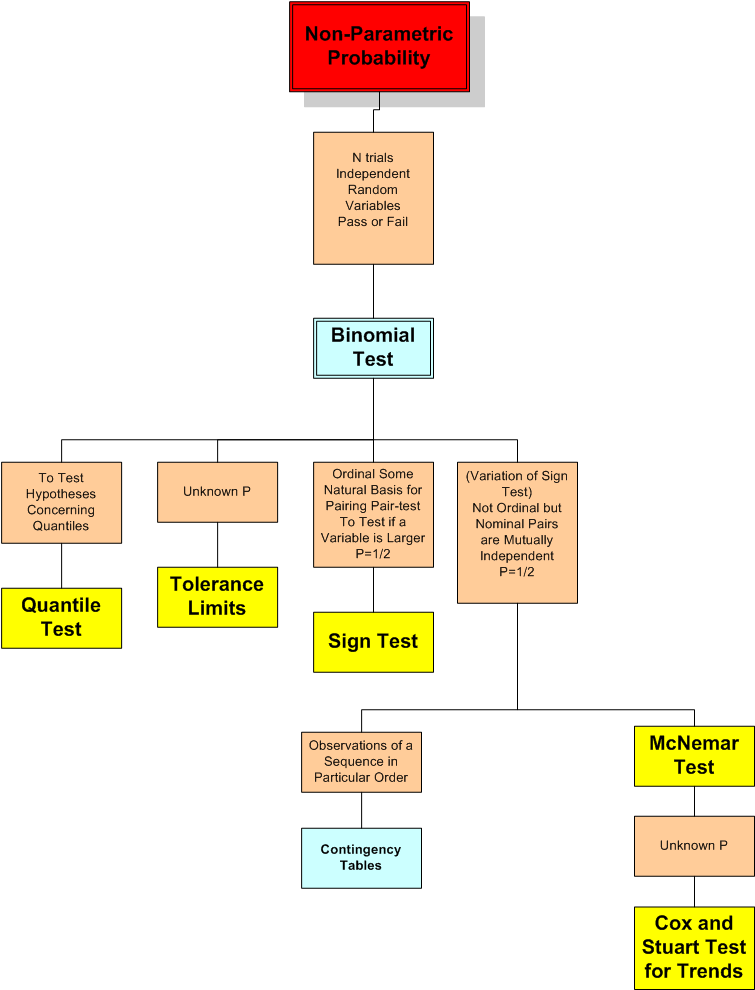 Non-Parametric
Probability
N trials
Independent
Random
Variables
Pass or Fail
Binomial
Test
To Test
Hypotheses
Concerning
Quantiles
Unknown P
Ordinal Some
Natural Basis for
Pairing Pair-test
To Test if a
Variable is Larger
P=1/2
(Variation of Sign
Test)
Not Ordinal but
Nominal Pairs
are Mutually
Independent
P=1/2
Quantile
Test
Tolerance
Limits
Sign Test
Observations of a
Sequence in
Particular Order
McNemar
Test
Contingency
Tables
Unknown P
Cox and
Stuart Test
for Trends